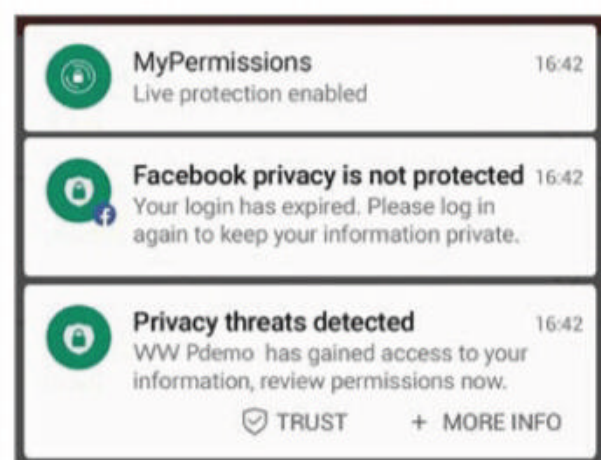 MyPermissions 16:42
Live protection enabled
Facebook privacy is not protected 16:42
Your login has expired. Please log in
again to keep your information private.
Privacy threats detected 16:42
WW Pdemo has gained access to your
information, review permissions now.
TRUST + MORE INFO